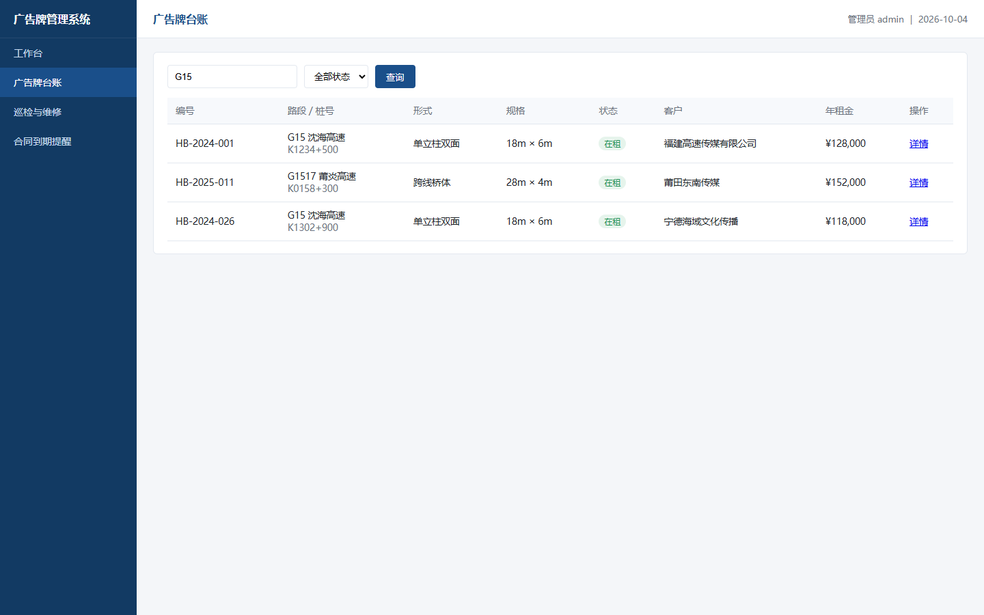 广告牌管理系统
工作台
广告牌台账
巡检与维修
合同到期提醒
广告牌台账
管理员 admin | 2026-10-04
G15 全部状态 查询
编号 路段 / 桩号 形式 规格 状态 客户 年租金 操作
HB-2024-001 G15 沈海高速 K1234+500 单立柱双面 18m × 6m 在租 福建高速传媒有限公司 ¥128,000 详情
HB-2025-011 G1517 莆炎高速 K0158+300 跨线桥体 28m × 4m 在租 莆田东南传媒 ¥152,000 详情
HB-2024-026 G15 沈海高速 K1302+900 单立柱双面 18m × 6m 在租 宁德海域文化传播 ¥118,000 详情